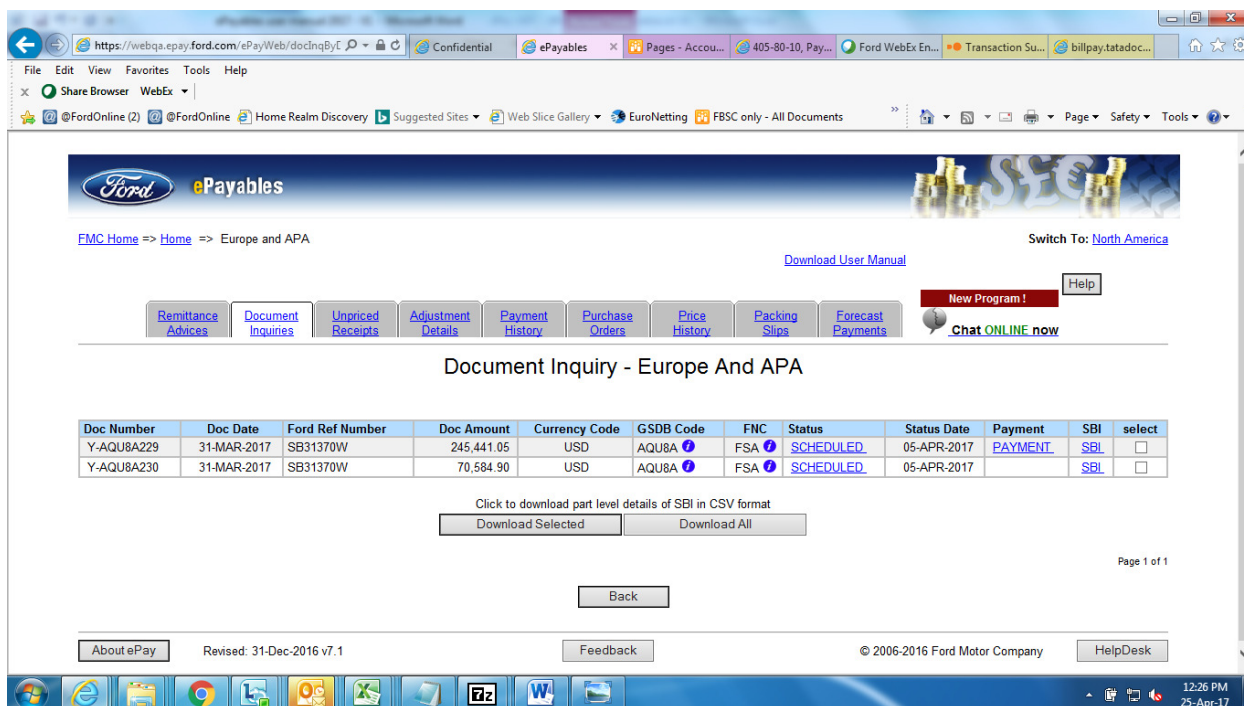 https://webqa.epay.ford.com/ePayWeb/docInqByD
Confidential
ePayables
Pages - Accou...
405-80-10, Pay...
Ford WebEx En...
Transaction Su...
billpay.tatadoc...
File Edit View Favorites Tools Help
x Share Browser WebEx
@FordOnline (2) @FordOnline Home Realm Discovery Suggested Sites Web Slice Gallery EuroNetting FBSC only - All Documents » Page Safety Tools
Ford ePayables
FMC Home => Home => Europe and APA Switch To: North America
Download User Manual
Help
New Program !
Chat ONLINE now
Remittance Advices
Document Inquiries
Unpriced Receipts
Adjustment Details
Payment History
Purchase Orders
Price History
Packing Slips
Forecast Payments
Document Inquiry - Europe And APA
Doc Number Doc Date Ford Ref Number Doc Amount Currency Code GSDB Code FNC Status Status Date Payment SBI select
Y-AQU8A229 31-MAR-2017 SB31370W 245,441.05 USD AQU8A i FSA i SCHEDULED 05-APR-2017 PAYMENT SBI
Y-AQU8A230 31-MAR-2017 SB31370W 70,584.90 USD AQU8A i FSA i SCHEDULED 05-APR-2017 SBI
Click to download part level details of SBI in CSV format
Download Selected Download All
Page 1 of 1
Back
About ePay Revised: 31-Dec-2016 v7.1 Feedback © 2006-2016 Ford Motor Company HelpDesk
12:26 PM
25-Apr-17